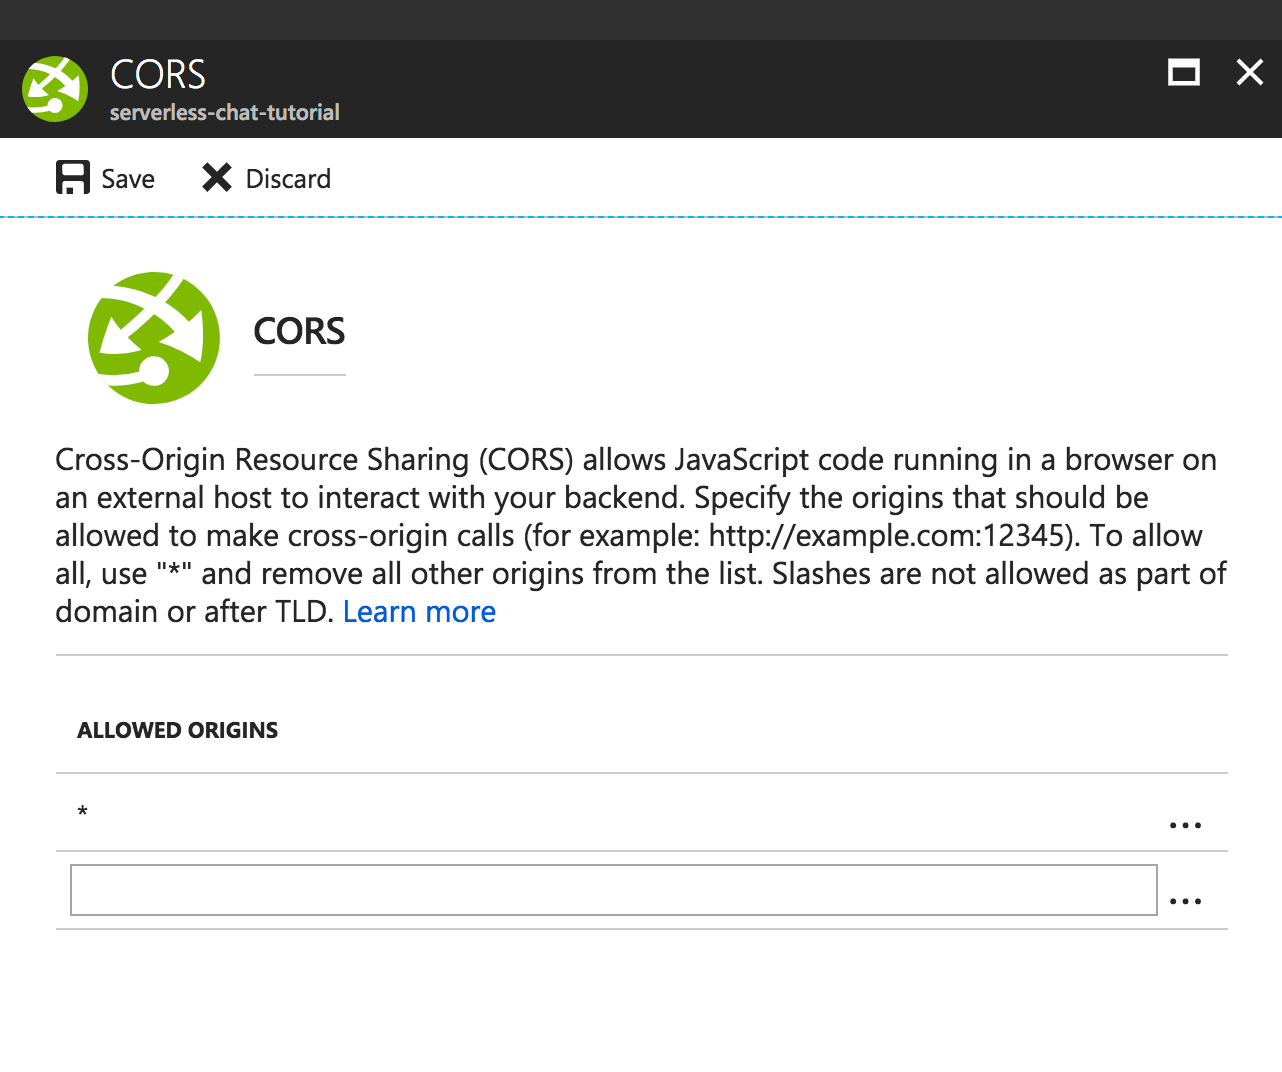 CORS
serverless-chat-tutorial
Save
Discard
CORS
Cross-Origin Resource Sharing (CORS) allows JavaScript code running in a browser on
an external host to interact with your backend. Specify the origins that should be
allowed to make cross-origin calls (for example: http://example.com:12345). To allow
all, use "*" and remove all other origins from the list. Slashes are not allowed as part of
domain or after TLD. Learn more
ALLOWED ORIGINS
*
...
...